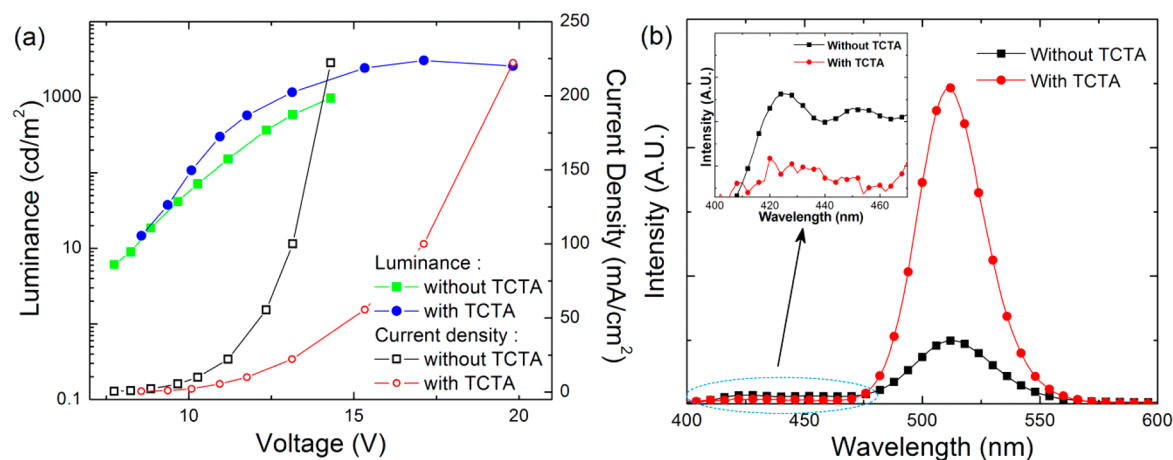 (a)
Luminance (cd/m²)
1000
10
0.1
10
15
20
Voltage (V)
250
200
150
100
50
0
Current Density (mA/cm²)
Luminance :
without TCTA
with TCTA
Current density :
without TCTA
with TCTA
(b)
Intensity (A.U.)
400
450
500
550
600
Wavelength (nm)
Without TCTA
With TCTA
Intensity (A.U.)
Without TCTA
With TCTA
400
420
440
460
Wavelength (nm)